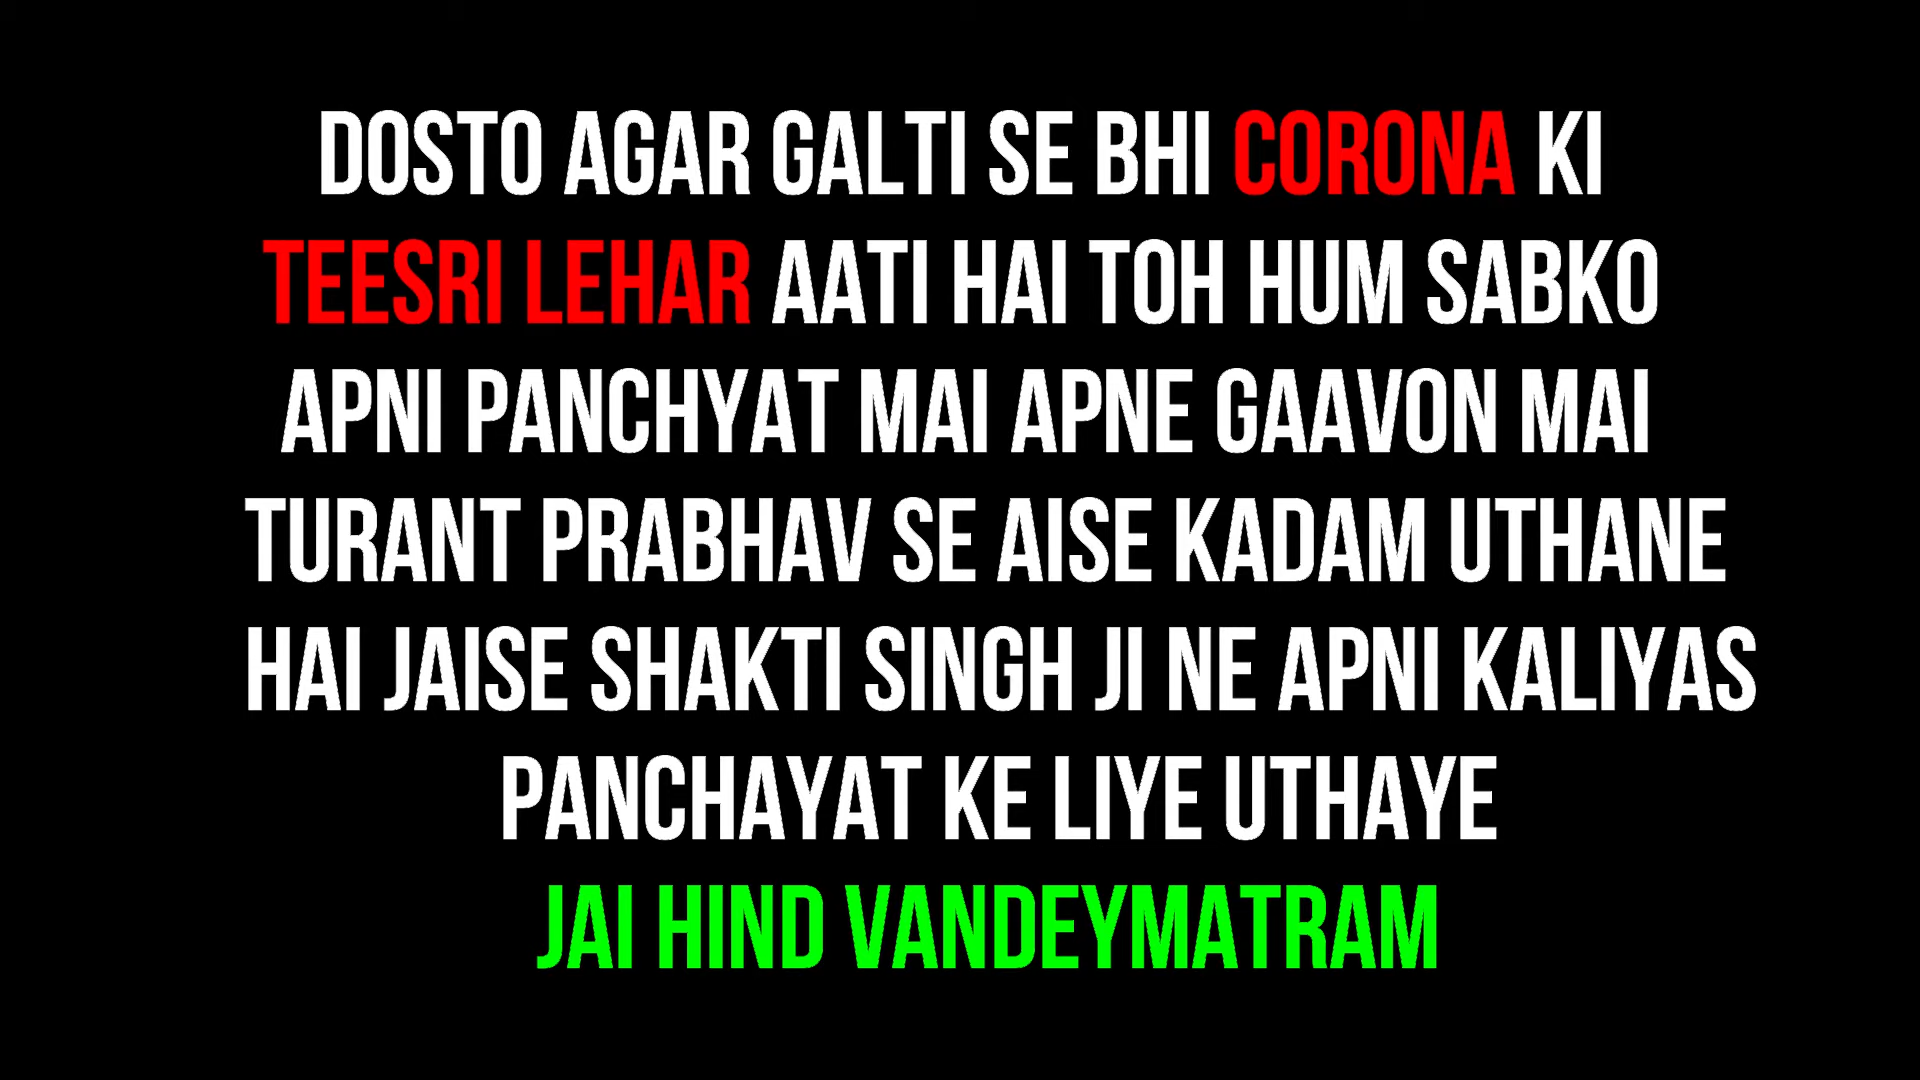 DOSTO AGAR GALTI SE BHI CORONA KI
TEESRI LEHAR AATI HAI TOH HUM SABKO
APNI PANCHYAT MAI APNE GAAVON MAI
TURANT PRABHAV SE AISE KADAM UTHANE
HAI JAISE SHAKTI SINGH JI NE APNI KALIYAS
PANCHAYAT KE LIYE UTHAYE
JAI HIND VANDEYMATRAM